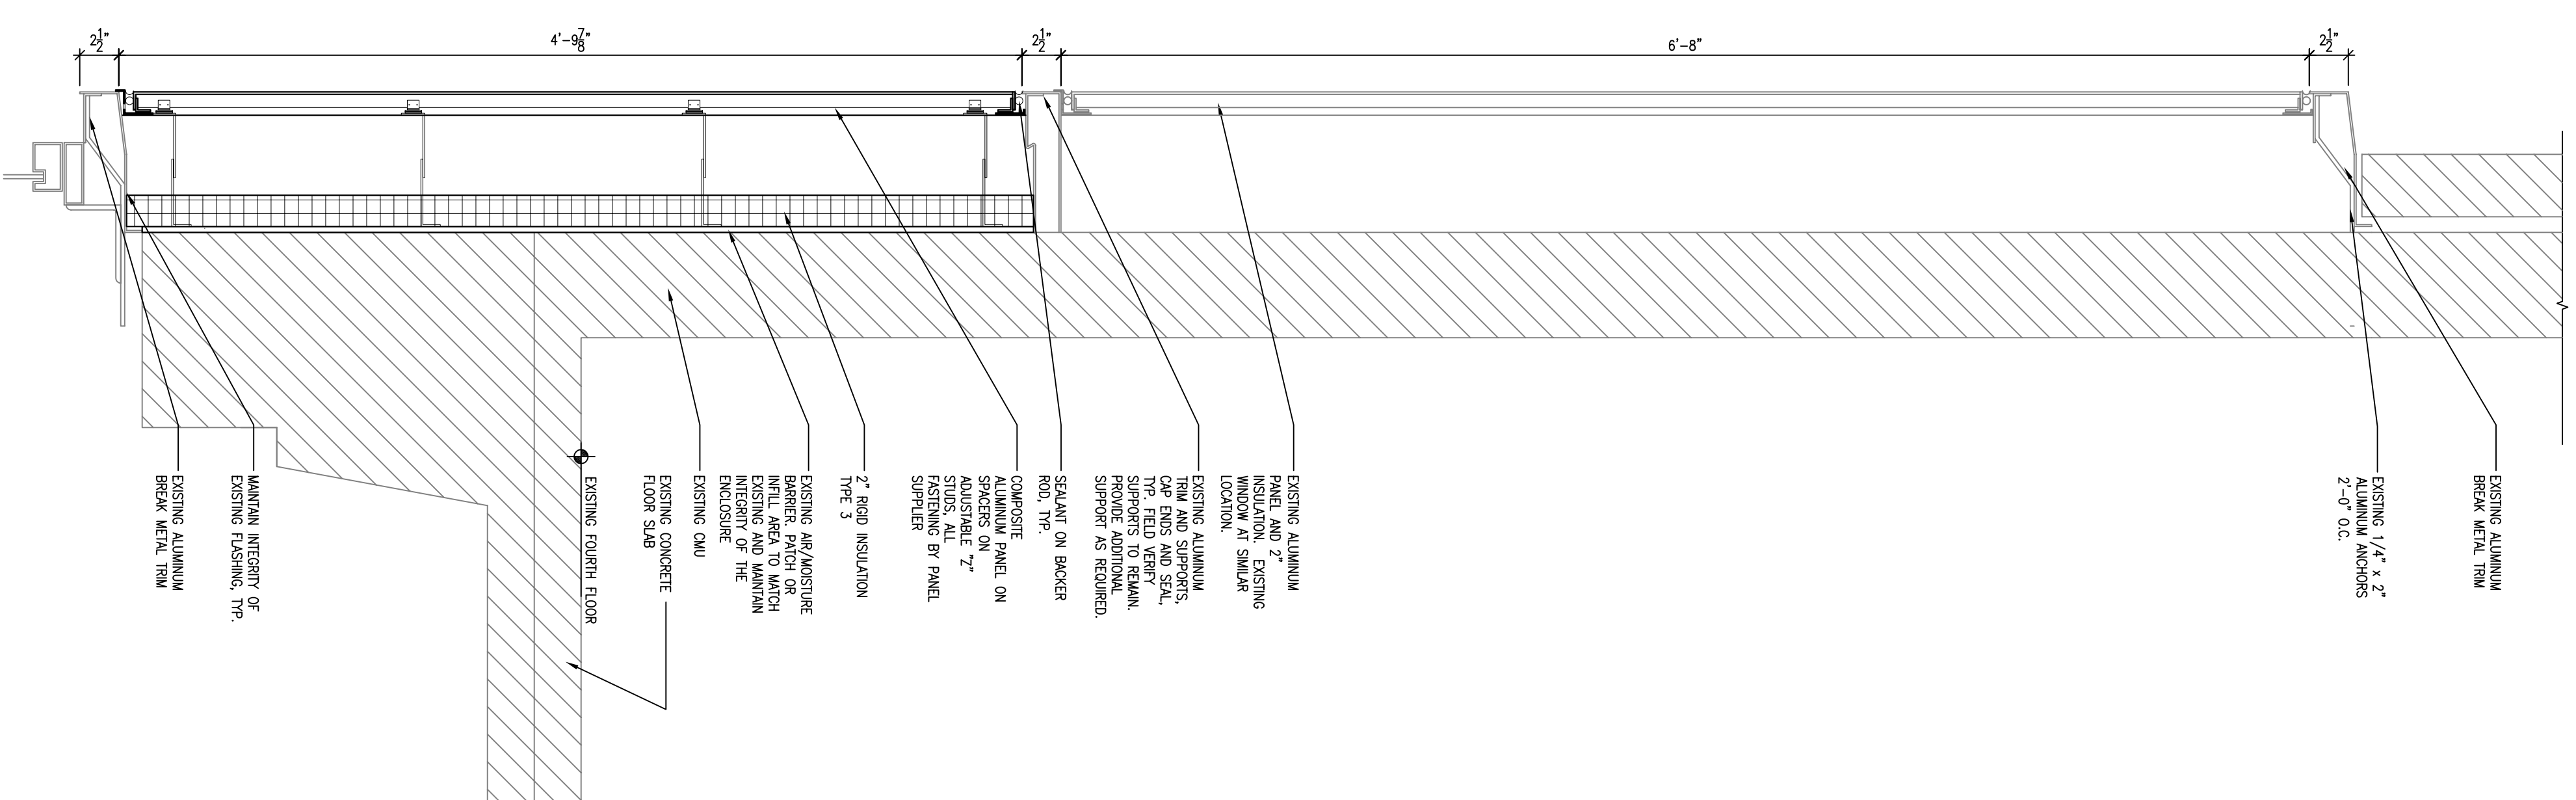 2½"
4'-9⅞"
2½"
6'-8"
2½"
EXISTING ALUMINUM
BREAK METAL TRIM
EXISTING 1/4" x 2"
ALUMINUM ANCHORS
2'-0" O.C.
EXISTING ALUMINUM
PANEL AND 2"
INSULATION. EXISTING
WINDOW AT SIMILAR
LOCATION.
EXISTING ALUMINUM
TRIM AND SUPPORTS,
CAP ENDS AND SEAL,
TYP. FIELD VERIFY
SUPPORTS TO REMAIN.
PROVIDE ADDITIONAL
SUPPORT AS REQUIRED.
SEALANT ON BACKER
ROD, TYP.
COMPOSITE
ALUMINUM PANEL ON
SPACERS ON
ADJUSTABLE "Z"
STUDS, ALL
FASTENING BY PANEL
SUPPLIER
2" RIGID INSULATION
TYPE 3
EXISTING AIR/MOISTURE
BARRIER. PATCH OR
INFILL AREA TO MATCH
EXISTING AND MAINTAIN
INTEGRITY OF THE
ENCLOSURE
EXISTING CMU
EXISTING CONCRETE
FLOOR SLAB
EXISTING FOURTH FLOOR
MAINTAIN INTEGRITY OF
EXISTING FLASHING, TYP.
EXISTING ALUMINUM
BREAK METAL TRIM